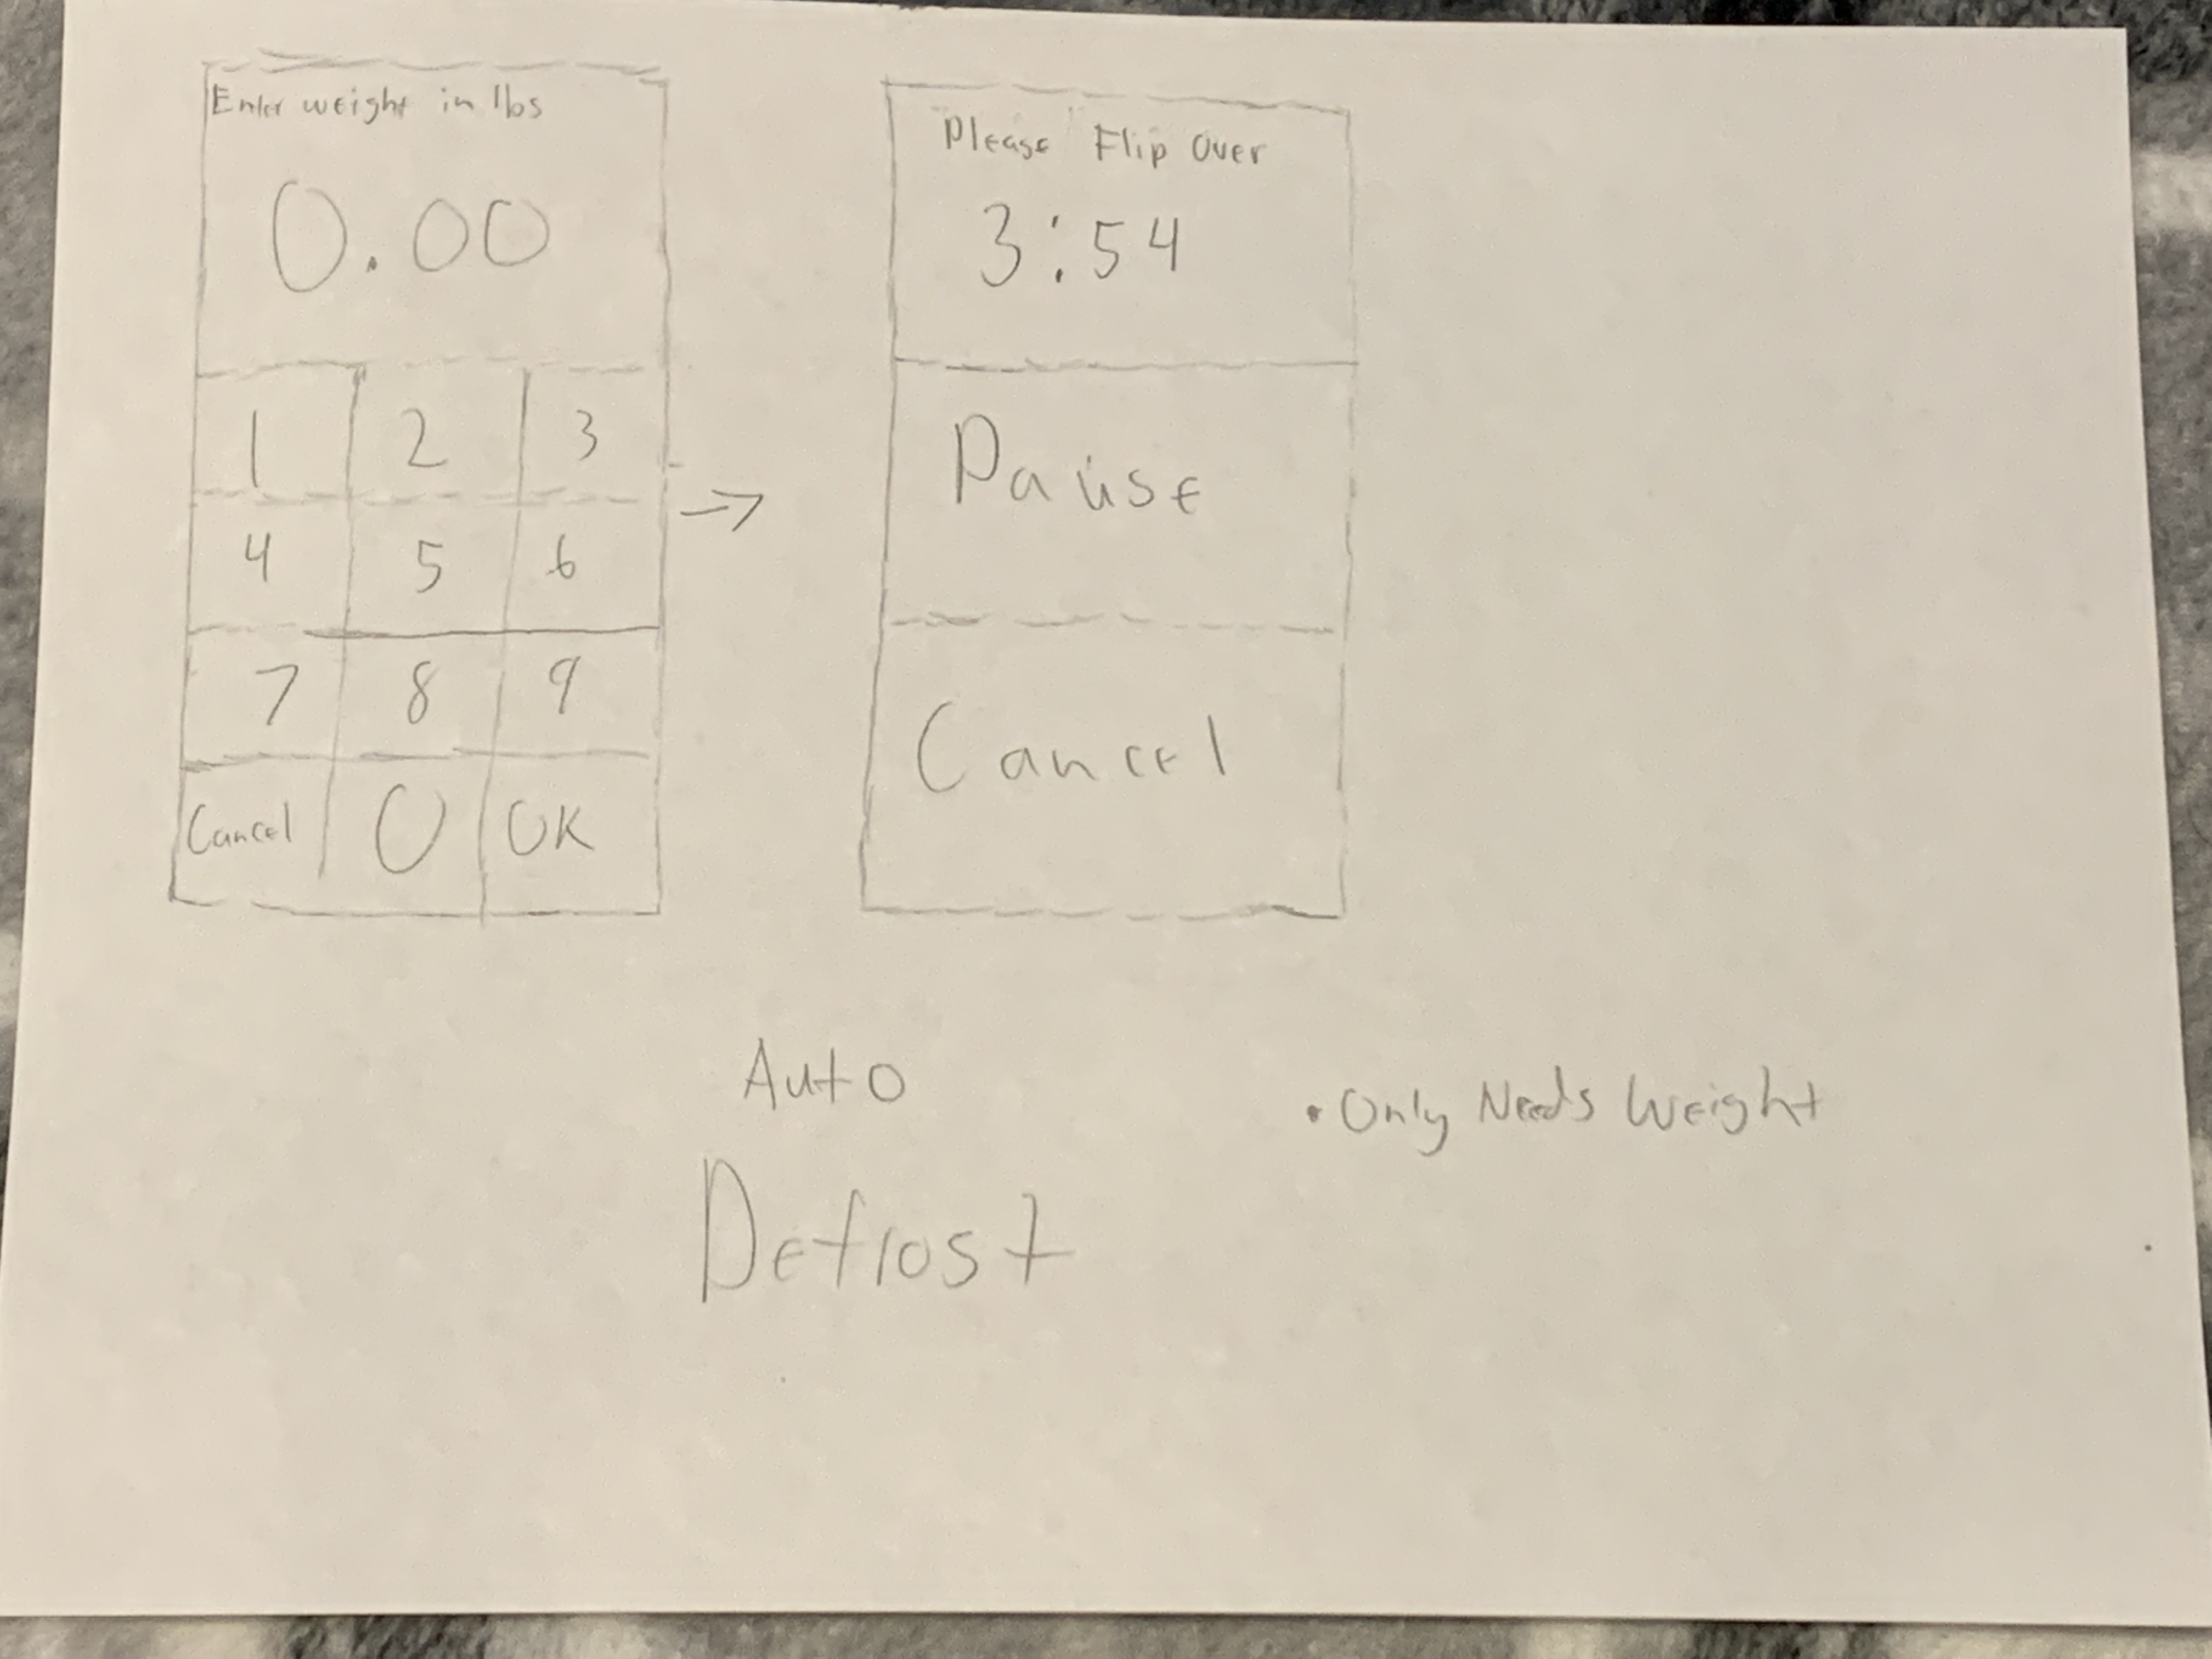 Enter weight in lbs
0.00
1 2 3
4 5 6
7 8 9
Cancel 0 OK
→
Please Flip over
3:54
Pause
Cancel
Auto
Defrost
• Only Needs Weight